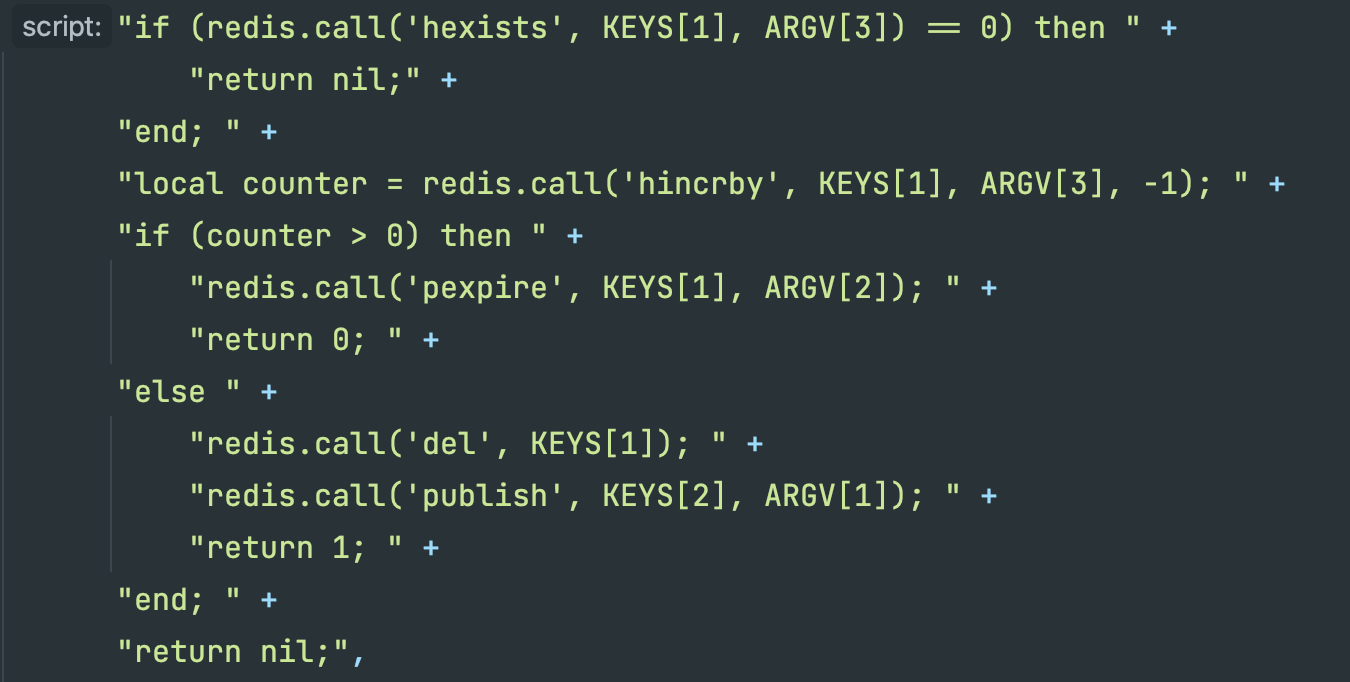 script: "if (redis.call('hexists', KEYS[1], ARGV[3]) == 0) then " +
"return nil;" +
"end; " +
"local counter = redis.call('hincrby', KEYS[1], ARGV[3], -1); " +
"if (counter > 0) then " +
"redis.call('pexpire', KEYS[1], ARGV[2]); " +
"return 0; " +
"else " +
"redis.call('del', KEYS[1]); " +
"redis.call('publish', KEYS[2], ARGV[1]); " +
"return 1; " +
"end; " +
"return nil;",